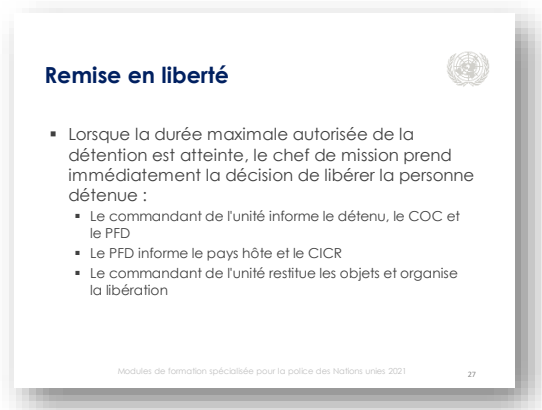 Remise en liberté
▪ Lorsque la durée maximale autorisée de la
détention est atteinte, le chef de mission prend
immédiatement la décision de libérer la personne
détenue :
▪ Le commandant de l'unité informe le détenu, le COC et
le PFD
▪ Le PFD informe le pays hôte et le CICR
▪ Le commandant de l'unité restitue les objets et organise
la libération
Modules de formation spécialisée pour la police des Nations unies 2021
27